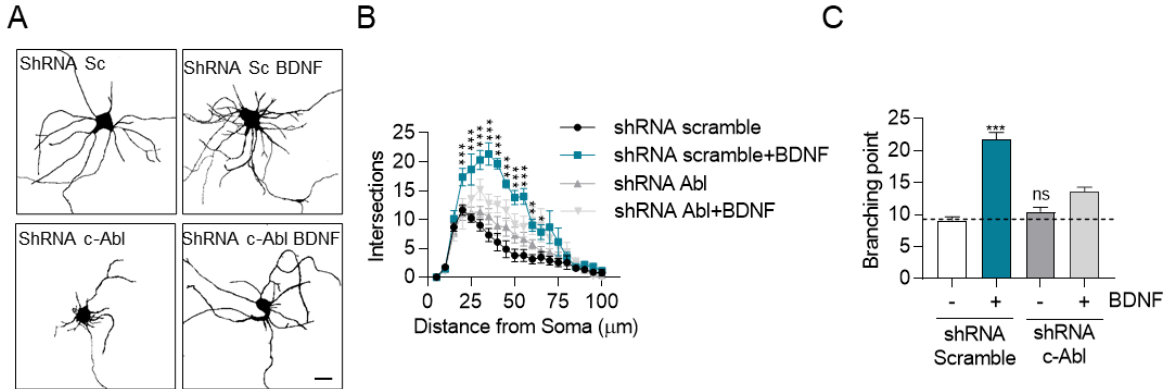 A
ShRNA Sc
ShRNA Sc BDNF
ShRNA c-Abl
ShRNA c-Abl BDNF
B
Intersections
25
20
15
10
5
0
0 25 50 75 100
Distance from Soma (μm)
*** *** *** *** *** *** *** *** *** ** *
shRNA scramble
shRNA scramble+BDNF
shRNA Abl
shRNA Abl+BDNF
C
Branching point
25
20
15
10
5
0
***
ns
- + - + BDNF
shRNA
Scramble
shRNA
c-Abl